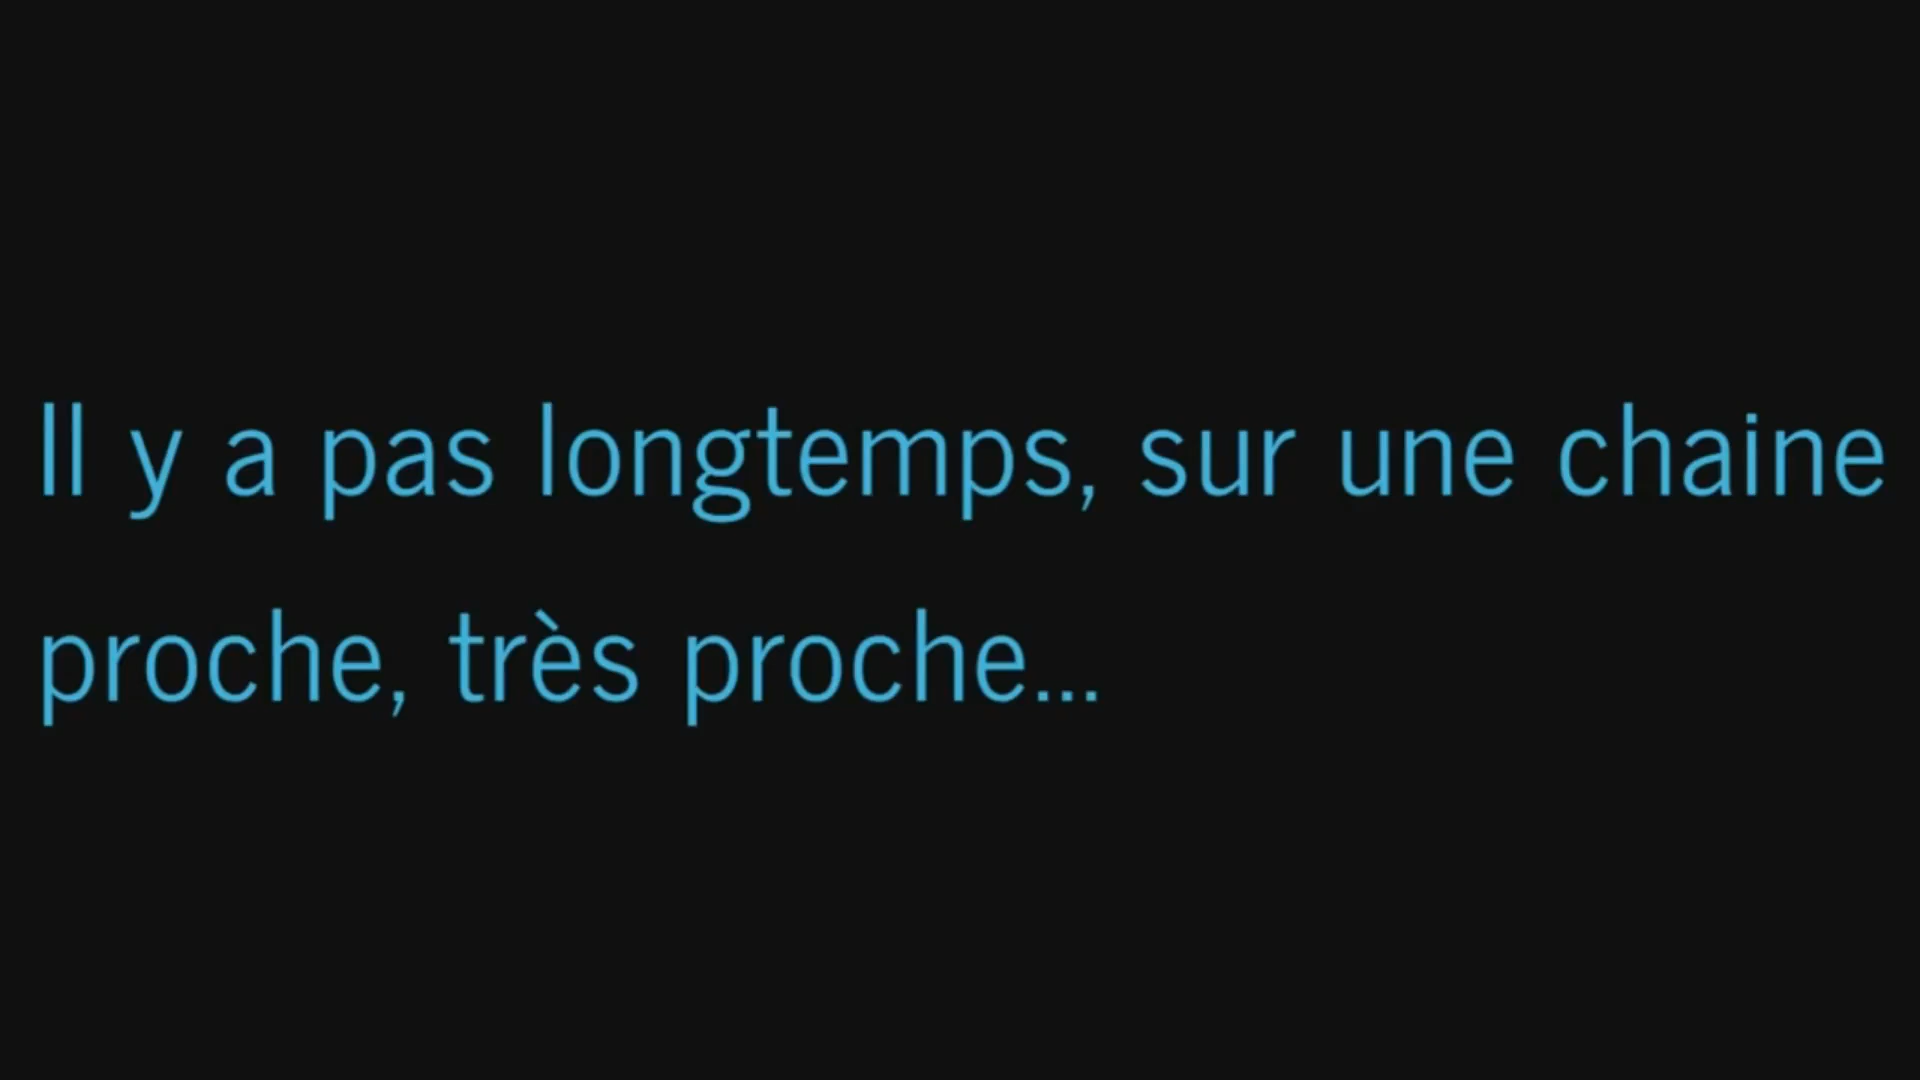 Il y a pas longtemps, sur une chaine
proche, très proche...